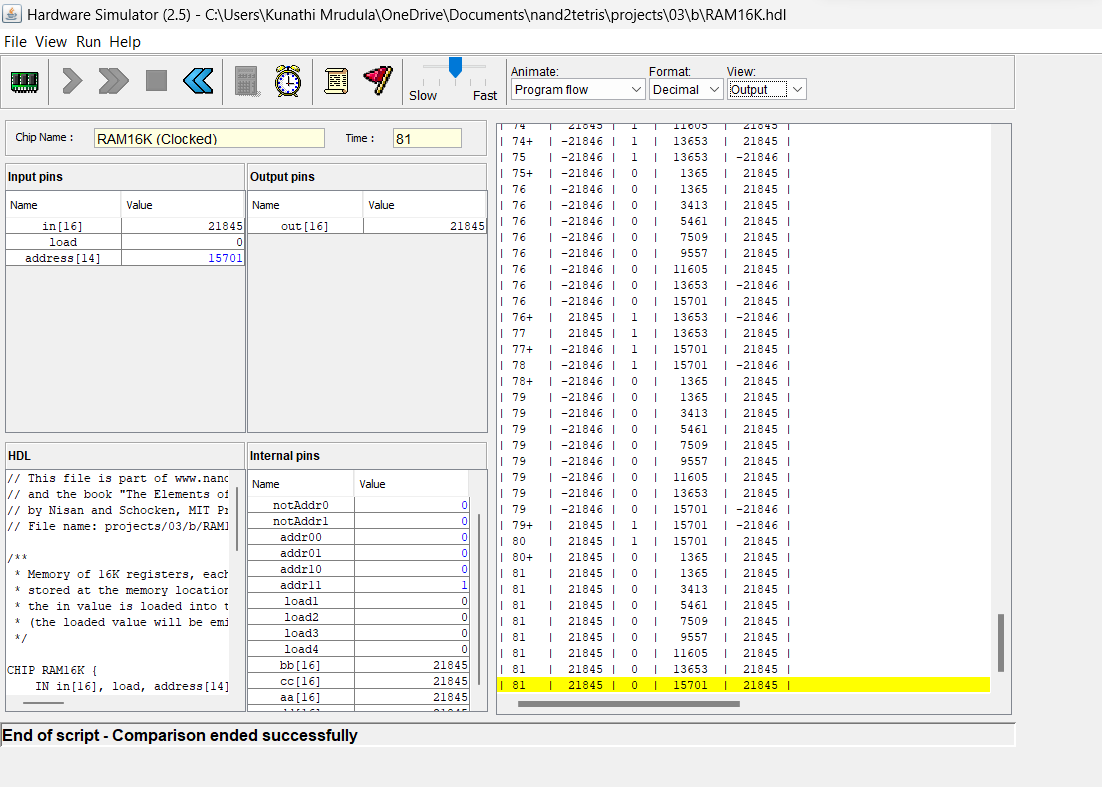 Hardware Simulator (2.5) - C:\Users\Kunathi Mrudula\OneDrive\Documents\nand2tetris\projects\03\b\RAM16K.hdl
File View Run Help
Slow Fast
Animate: Format: View:
Program flow Decimal Output
Chip Name : RAM16K (Clocked) Time : 81
Input pins
Name Value
in[16] 21845
load 0
address[14] 15701
Output pins
Name Value
out[16] 21845
HDL
// This file is part of www.nand
// and the book "The Elements of
// by Nisan and Schocken, MIT Pr
// File name: projects/03/b/RAM1
/**
* Memory of 16K registers, each
* stored at the memory location
* the in value is loaded into t
* (the loaded value will be emi
*/
CHIP RAM16K {
IN in[16], load, address[14]
Internal pins
Name Value
notAddr0 0
notAddr1 0
addr00 0
addr01 0
addr10 0
addr11 1
load1 0
load2 0
load3 0
load4 0
bb[16] 21845
cc[16] 21845
aa[16] 21845
| 74 | 21845 | 1 | 11605 | 21845 |
| 74+ | -21846 | 1 | 13653 | 21845 |
| 75 | -21846 | 1 | 13653 | -21846 |
| 75+ | -21846 | 0 | 1365 | 21845 |
| 76 | -21846 | 0 | 1365 | 21845 |
| 76 | -21846 | 0 | 3413 | 21845 |
| 76 | -21846 | 0 | 5461 | 21845 |
| 76 | -21846 | 0 | 7509 | 21845 |
| 76 | -21846 | 0 | 9557 | 21845 |
| 76 | -21846 | 0 | 11605 | 21845 |
| 76 | -21846 | 0 | 13653 | -21846 |
| 76 | -21846 | 0 | 15701 | 21845 |
| 76+ | 21845 | 1 | 13653 | -21846 |
| 77 | 21845 | 1 | 13653 | 21845 |
| 77+ | -21846 | 1 | 15701 | 21845 |
| 78 | -21846 | 1 | 15701 | -21846 |
| 78+ | -21846 | 0 | 1365 | 21845 |
| 79 | -21846 | 0 | 1365 | 21845 |
| 79 | -21846 | 0 | 3413 | 21845 |
| 79 | -21846 | 0 | 5461 | 21845 |
| 79 | -21846 | 0 | 7509 | 21845 |
| 79 | -21846 | 0 | 9557 | 21845 |
| 79 | -21846 | 0 | 11605 | 21845 |
| 79 | -21846 | 0 | 13653 | 21845 |
| 79 | -21846 | 0 | 15701 | -21846 |
| 79+ | 21845 | 1 | 15701 | -21846 |
| 80 | 21845 | 1 | 15701 | 21845 |
| 80+ | 21845 | 0 | 1365 | 21845 |
| 81 | 21845 | 0 | 1365 | 21845 |
| 81 | 21845 | 0 | 3413 | 21845 |
| 81 | 21845 | 0 | 5461 | 21845 |
| 81 | 21845 | 0 | 7509 | 21845 |
| 81 | 21845 | 0 | 9557 | 21845 |
| 81 | 21845 | 0 | 11605 | 21845 |
| 81 | 21845 | 0 | 13653 | 21845 |
| 81 | 21845 | 0 | 15701 | 21845 |
End of script - Comparison ended successfully